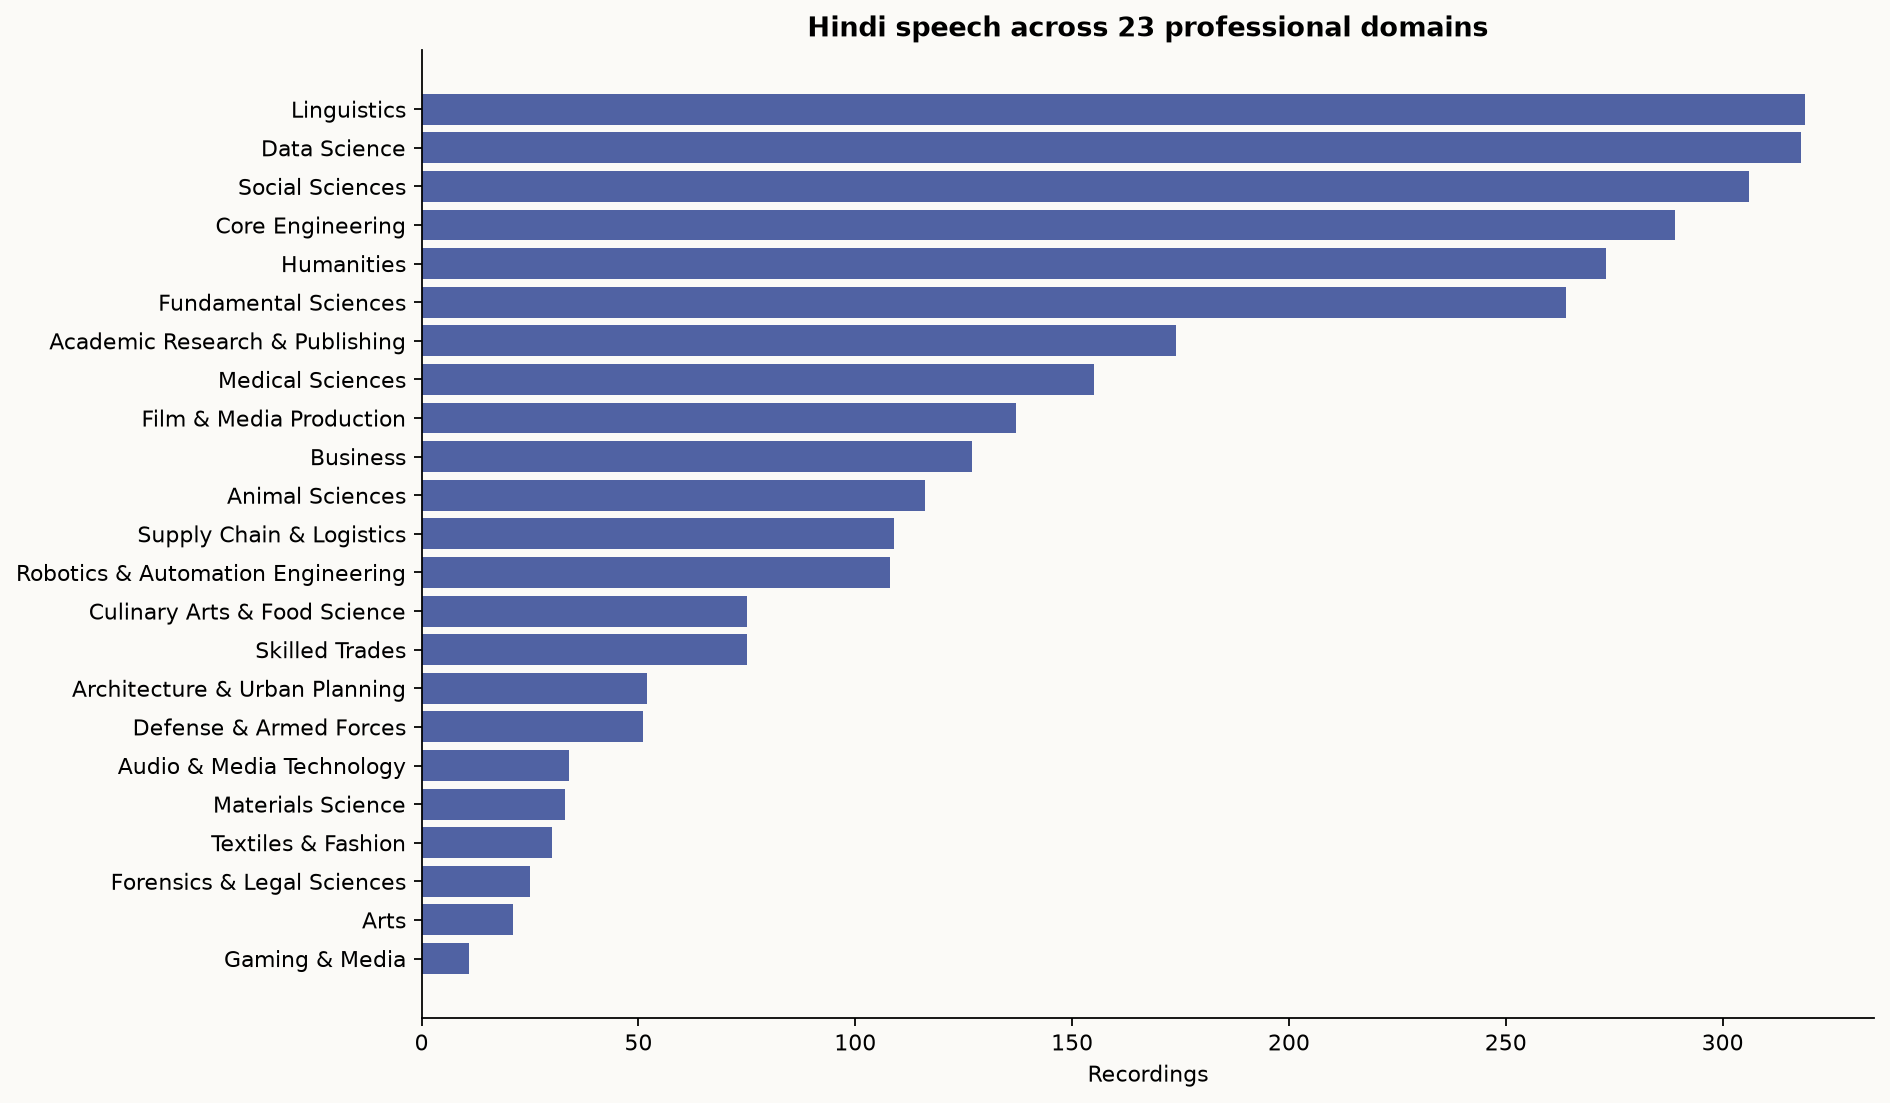 Hindi speech across 23 professional domains
Linguistics
Data Science
Social Sciences
Core Engineering
Humanities
Fundamental Sciences
Academic Research & Publishing
Medical Sciences
Film & Media Production
Business
Animal Sciences
Supply Chain & Logistics
Robotics & Automation Engineering
Culinary Arts & Food Science
Skilled Trades
Architecture & Urban Planning
Defense & Armed Forces
Audio & Media Technology
Materials Science
Textiles & Fashion
Forensics & Legal Sciences
Arts
Gaming & Media
0 50 100 150 200 250 300
Recordings